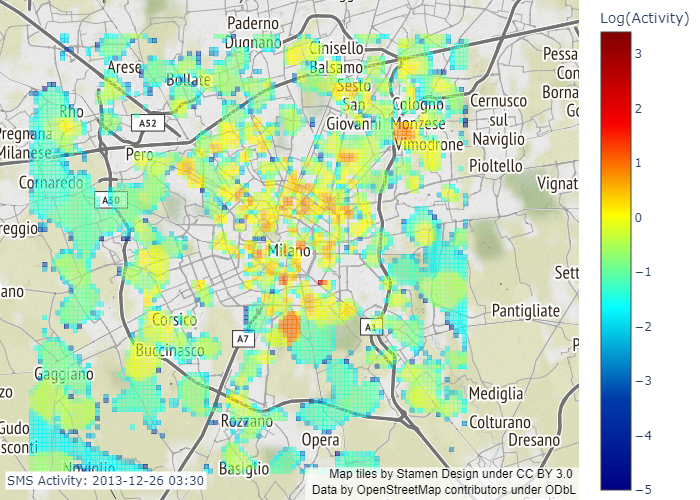 Log(Activity)
Paderno
Dugnano
Cinisello
Balsamo
Arese
Bollate
Sesto
San
Giovanni
Cologno
Monzese
Cernusco
sul
Naviglio
Pessa
Con
Borna
Go
Rho
A52
Pregnana
Milanese
Pero
Vimodrone
Pioltello
Cornaredo
A50
Vignat
reggio
Milano
Sett
ano
Pantigliate
Corsico
A7
A1
Buccinasco
P
Gaggiano
zo
Mediglia
Rozzano
Colturano
Gudo
sconti
Opera
Dresano
Noviglio
Basiglio
SMS Activity: 2013-12-26 03:30
Map tiles by Stamen Design under CC BY 3.0
Data by OpenStreetMap contributors under ODbL
3
2
1
0
−1
−2
−3
−4
−5